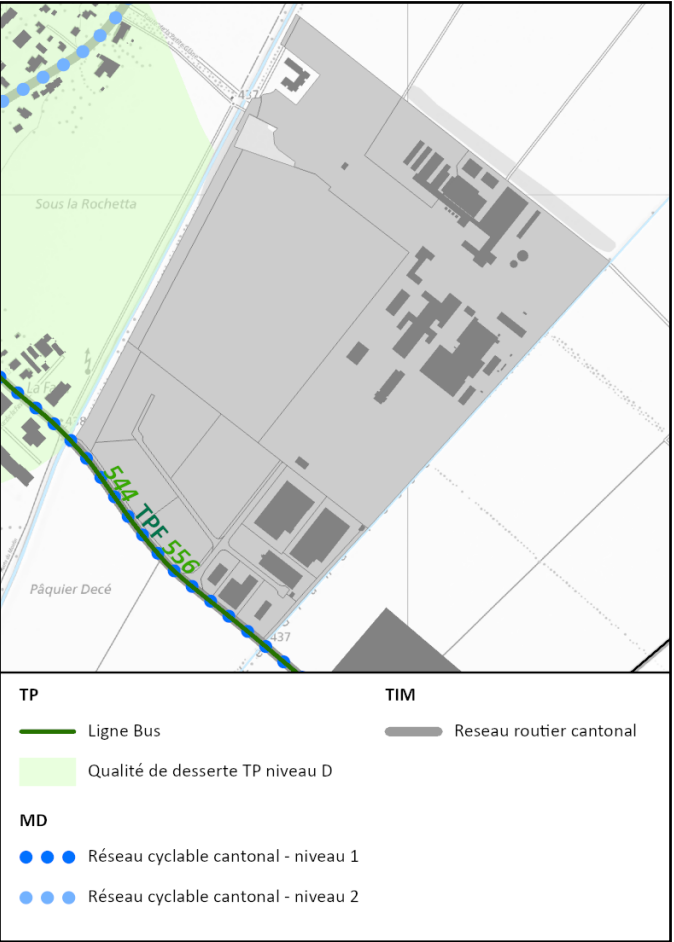 437
Sous la Rochetta
La Fa
438
544 TPF 556
Pâquier Decé
437
TP
Ligne Bus
Qualité de desserte TP niveau D
MD
Réseau cyclable cantonal - niveau 1
Réseau cyclable cantonal - niveau 2
TIM
Reseau routier cantonal